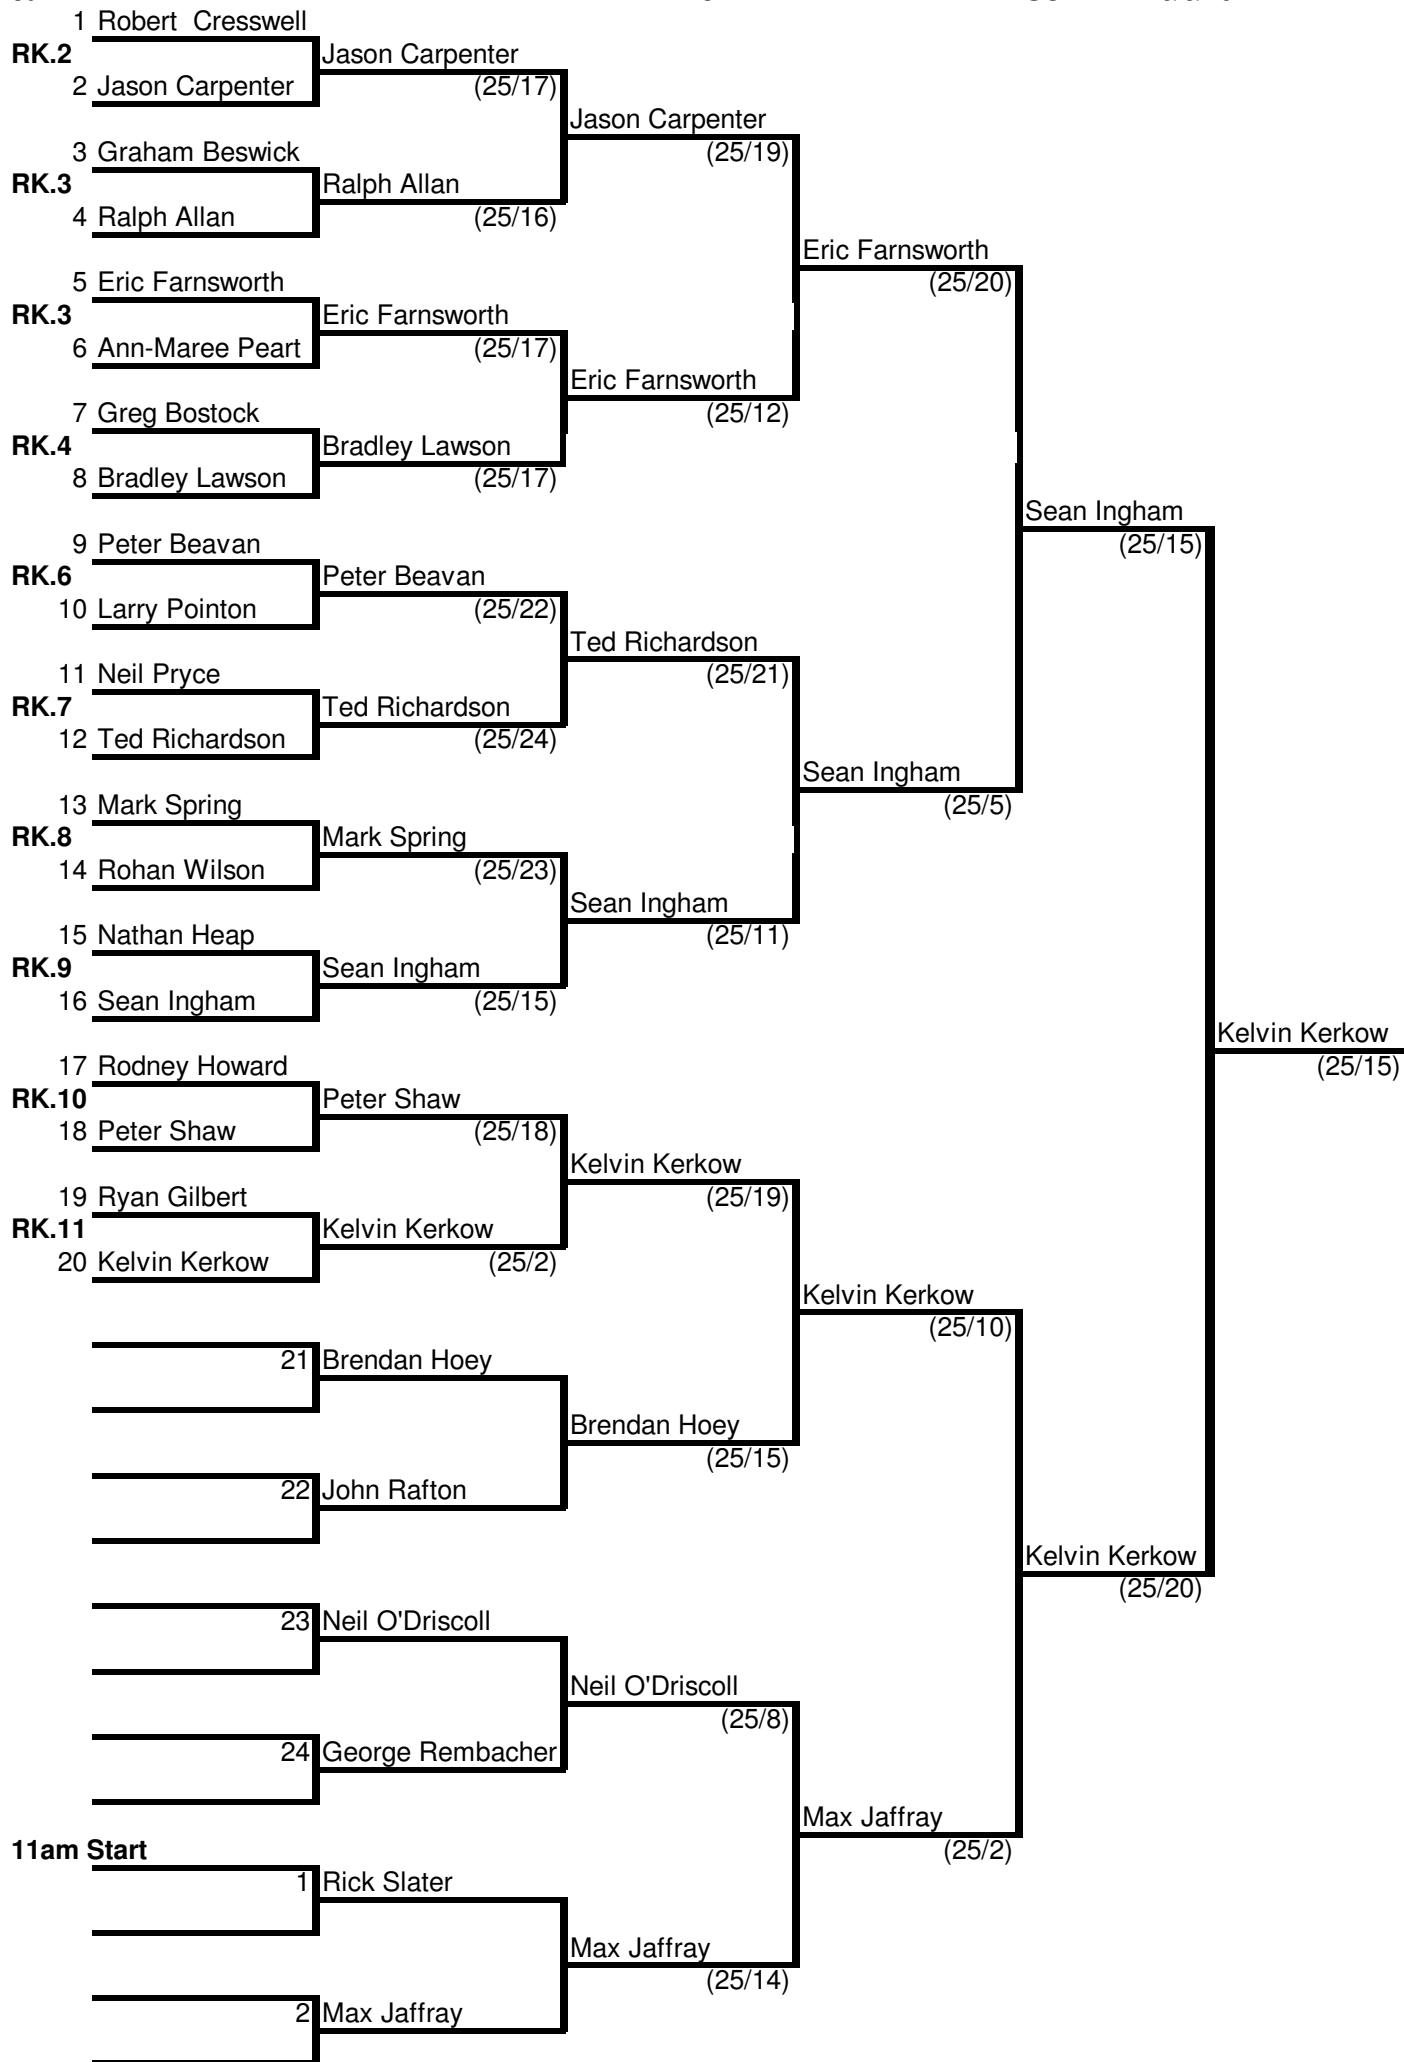 1 Robert  Cresswell
RK.2
Jason Carpenter
2 Jason Carpenter
(25/17)
Jason Carpenter
3 Graham Beswick
(25/19)
RK.3
Ralph Allan
4 Ralph Allan
(25/16)
Eric Farnsworth
5 Eric Farnsworth
(25/20)
RK.3
Eric Farnsworth
6 Ann-Maree Peart
(25/17)
Eric Farnsworth
7 Greg Bostock
(25/12)
RK.4
Bradley Lawson
8 Bradley Lawson
(25/17)
Sean Ingham
9 Peter Beavan
(25/15)
RK.6
Peter Beavan
10 Larry Pointon
(25/22)
Ted Richardson
11 Neil Pryce
(25/21)
RK.7
Ted Richardson
12 Ted Richardson
(25/24)
Sean Ingham
13 Mark Spring
(25/5)
RK.8
Mark Spring
14 Rohan Wilson
(25/23)
Sean Ingham
15 Nathan Heap
(25/11)
RK.9
Sean Ingham
16 Sean Ingham
(25/15)
Kelvin Kerkow
17 Rodney Howard
(25/15)
RK.10
Peter Shaw
18 Peter Shaw
(25/18)
Kelvin Kerkow
19 Ryan Gilbert
(25/19)
RK.11
Kelvin Kerkow
20 Kelvin Kerkow
(25/2)
Kelvin Kerkow
(25/10)
21 Brendan Hoey
Brendan Hoey
(25/15)
22 John Rafton
Kelvin Kerkow
(25/20)
23 Neil O'Driscoll
Neil O'Driscoll
(25/8)
24 George Rembacher
Max Jaffray
11am Start
(25/2)
1 Rick Slater
Max Jaffray
(25/14)
2 Max Jaffray